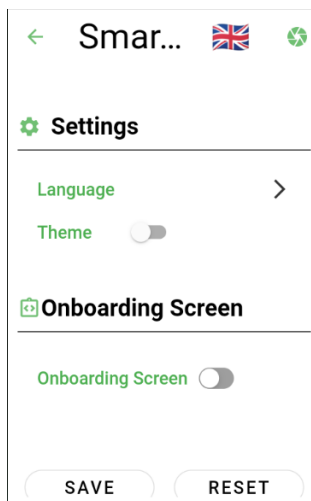 Smar...
Settings
Language
Theme
Onboarding Screen
Onboarding Screen
SAVE RESET